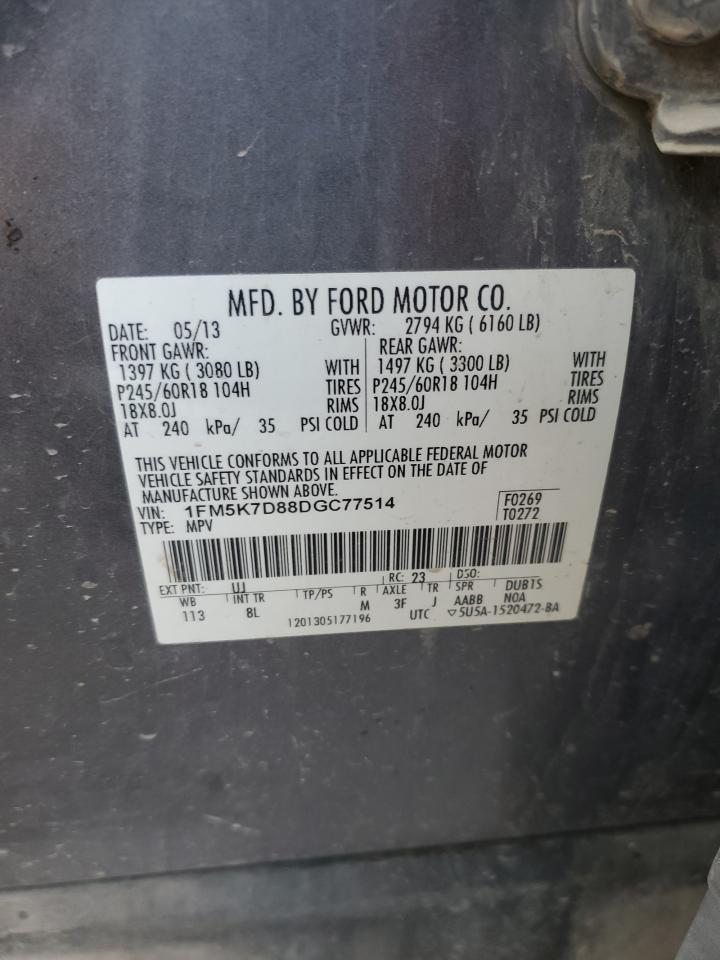 MFD. BY FORD MOTOR CO.
DATE: 05/13 GVWR: 2794 KG ( 6160 LB)
FRONT GAWR: REAR GAWR:
1397 KG ( 3080 LB) WITH 1497 KG ( 3300 LB) WITH
P245/60R18 104H TIRES P245/60R18 104H TIRES
18X8.0J RIMS 18X8.0J RIMS
AT 240 kPa/ 35 PSI COLD AT 240 kPa/ 35 PSI COLD
THIS VEHICLE CONFORMS TO ALL APPLICABLE FEDERAL MOTOR
VEHICLE SAFETY STANDARDS IN EFFECT ON THE DATE OF
MANUFACTURE SHOWN ABOVE.
VIN: 1FM5K7D88DGC77514 F0269
TYPE: MPV T0272
EXT PNT: UJ RC: 23 DSO:
WB INT TR TP/PS R AXLE TR SPR DUB1S
113 8L M 3F J AABB NOA
1201305177196 UTC ▽5U5A-1520472-BA